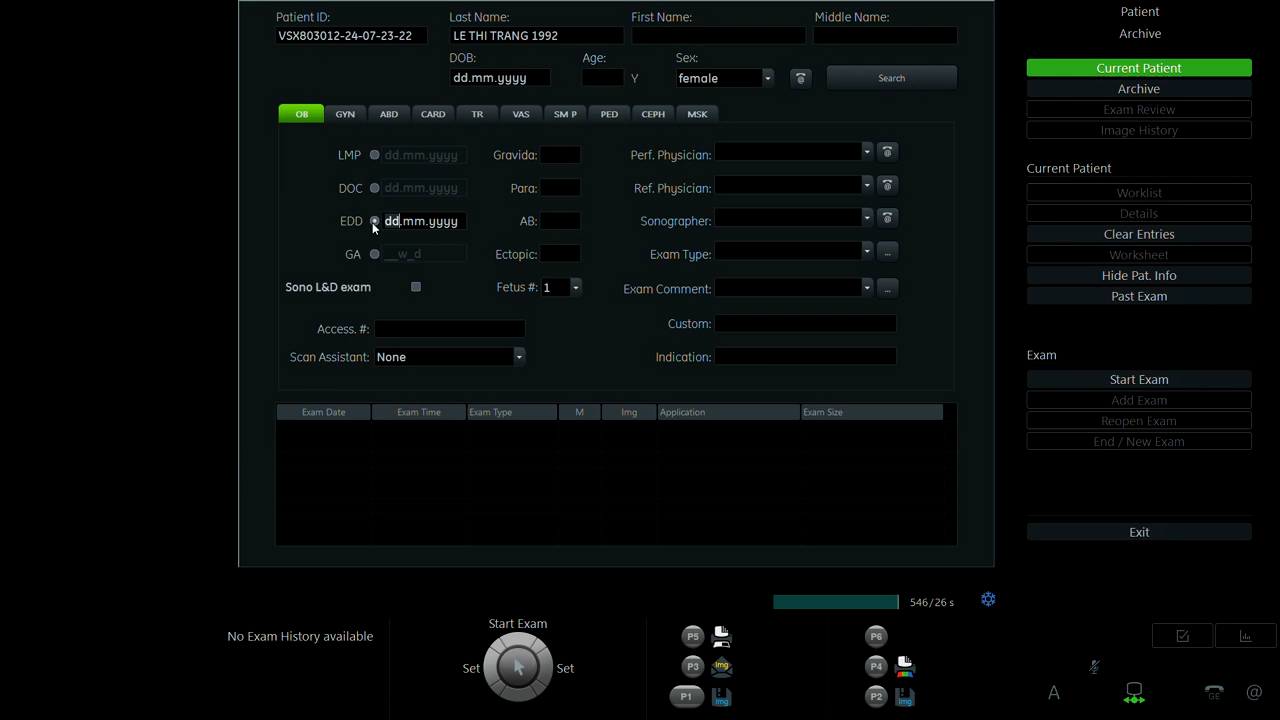 Patient ID: Last Name: First Name: Middle Name:
VSX803012-24-07-23-22 LE THI TRANG 1992
DOB: Age: Sex:
dd.mm.yyyy Y female Search
OB GYN ABD CARD TR VAS SM P PED CEPH MSK
LMP dd.mm.yyyy Gravida: Perf. Physician:
DOC dd.mm.yyyy Para: Ref. Physician:
EDD dd.mm.yyyy AB: Sonographer:
GA __w_d Ectopic: Exam Type: ...
Sono L&D exam Fetus #: 1 Exam Comment: ...
Access. #: Custom:
Scan Assistant: None Indication:
Exam Date Exam Time Exam Type M Img Application Exam Size
Patient
Archive
Current Patient
Archive
Exam Review
Image History
Current Patient
Worklist
Details
Clear Entries
Worksheet
Hide Pat. Info
Past Exam
Exam
Start Exam
Add Exam
Reopen Exam
End / New Exam
Exit
546/26 s
No Exam History available
Start Exam
Set Set
P5 P6
P3 Img P4
P1 Img P2 Img
A GE @